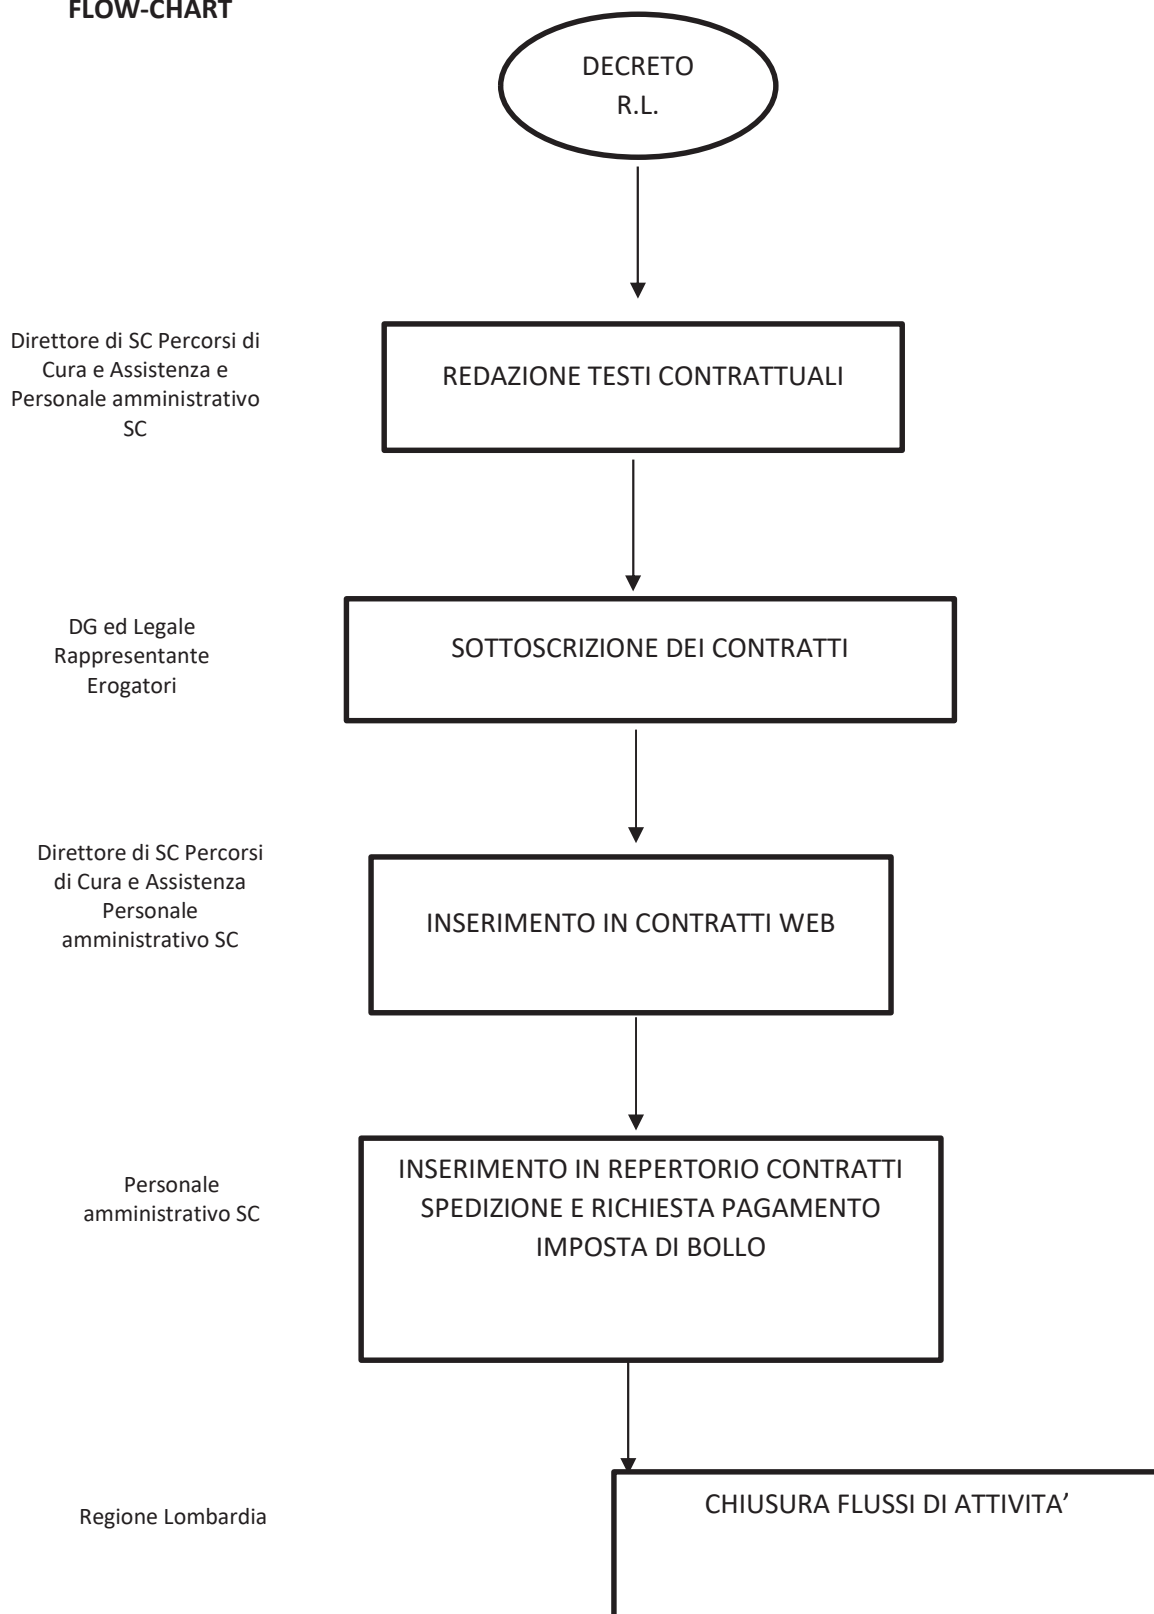 FLOW-CHART
DECRETO
R.L.
Direttore di SC Percorsi di
Cura e Assistenza e
Personale amministrativo
SC
REDAZIONE TESTI CONTRATTUALI
DG ed Legale
Rappresentante
Erogatori
SOTTOSCRIZIONE DEI CONTRATTI
Direttore di SC Percorsi
di Cura e Assistenza
Personale
amministrativo SC
INSERIMENTO IN CONTRATTI WEB
Personale
amministrativo SC
INSERIMENTO IN REPERTORIO CONTRATTI
SPEDIZIONE E RICHIESTA PAGAMENTO
IMPOSTA DI BOLLO
Regione Lombardia
CHIUSURA FLUSSI DI ATTIVITA’